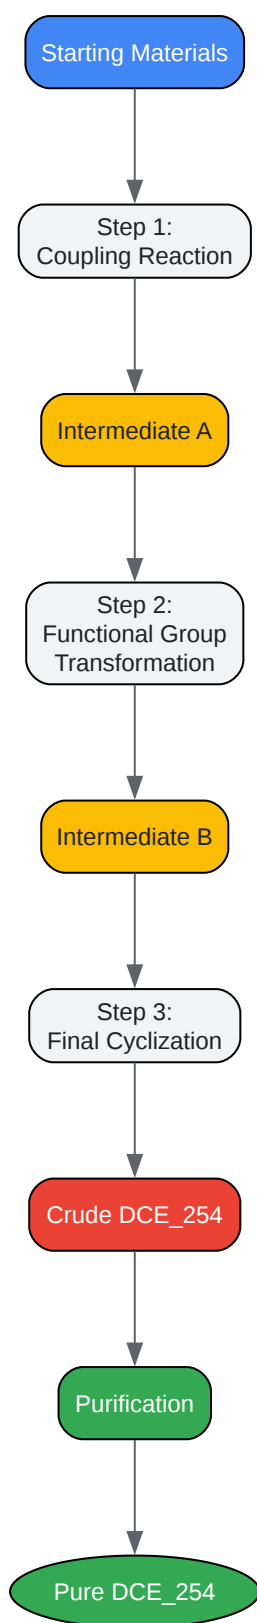 Starting Materials
Step 1:
Coupling Reaction
Intermediate A
Step 2:
Functional Group
Transformation
Intermediate B
Step 3:
Final Cyclization
Crude DCE_254
Purification
Pure DCE_254